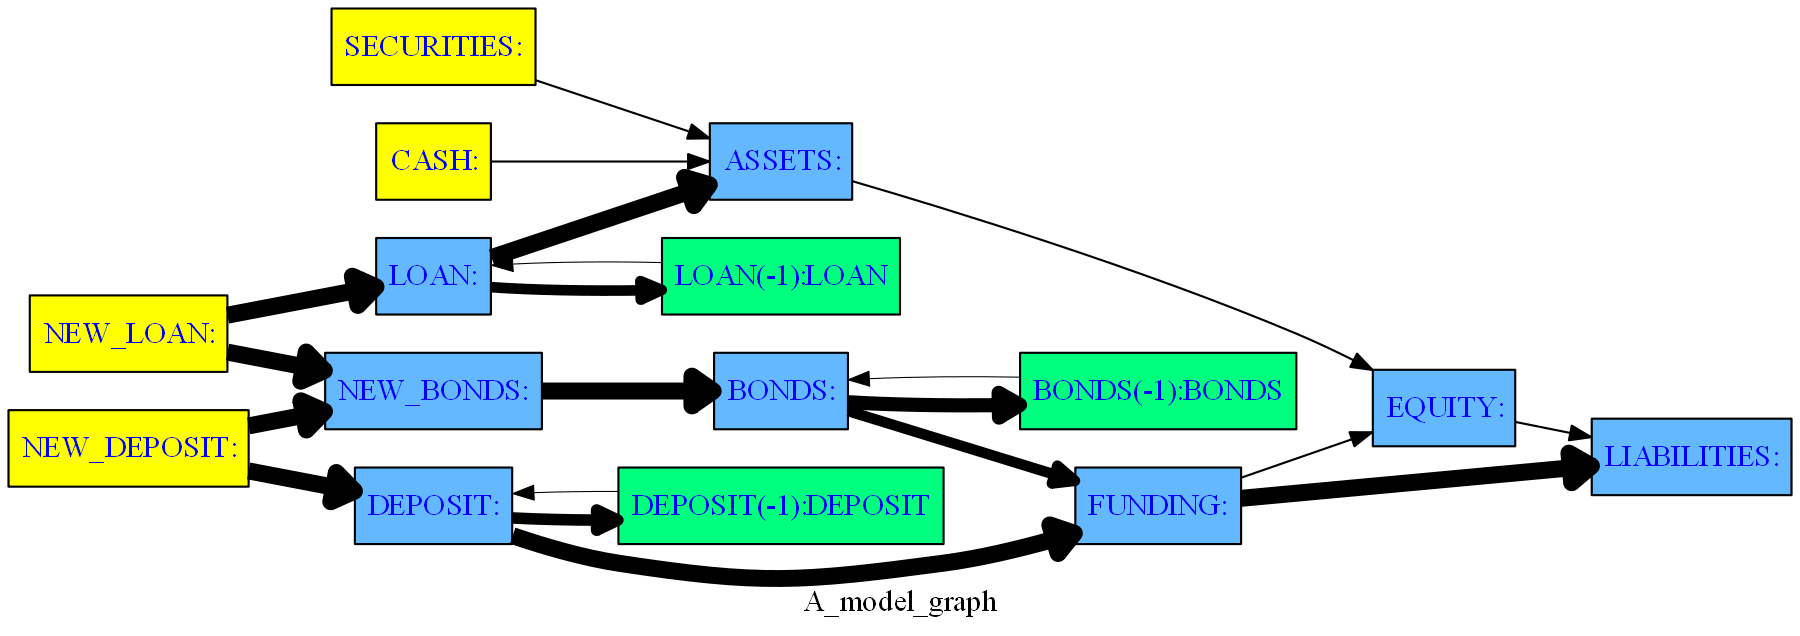 SECURITIES:
CASH:
ASSETS:
LOAN:
LOAN(-1):LOAN
NEW_LOAN:
NEW_BONDS:
BONDS:
BONDS(-1):BONDS
EQUITY:
NEW_DEPOSIT:
LIABILITIES:
DEPOSIT:
DEPOSIT(-1):DEPOSIT
FUNDING:
A_model_graph